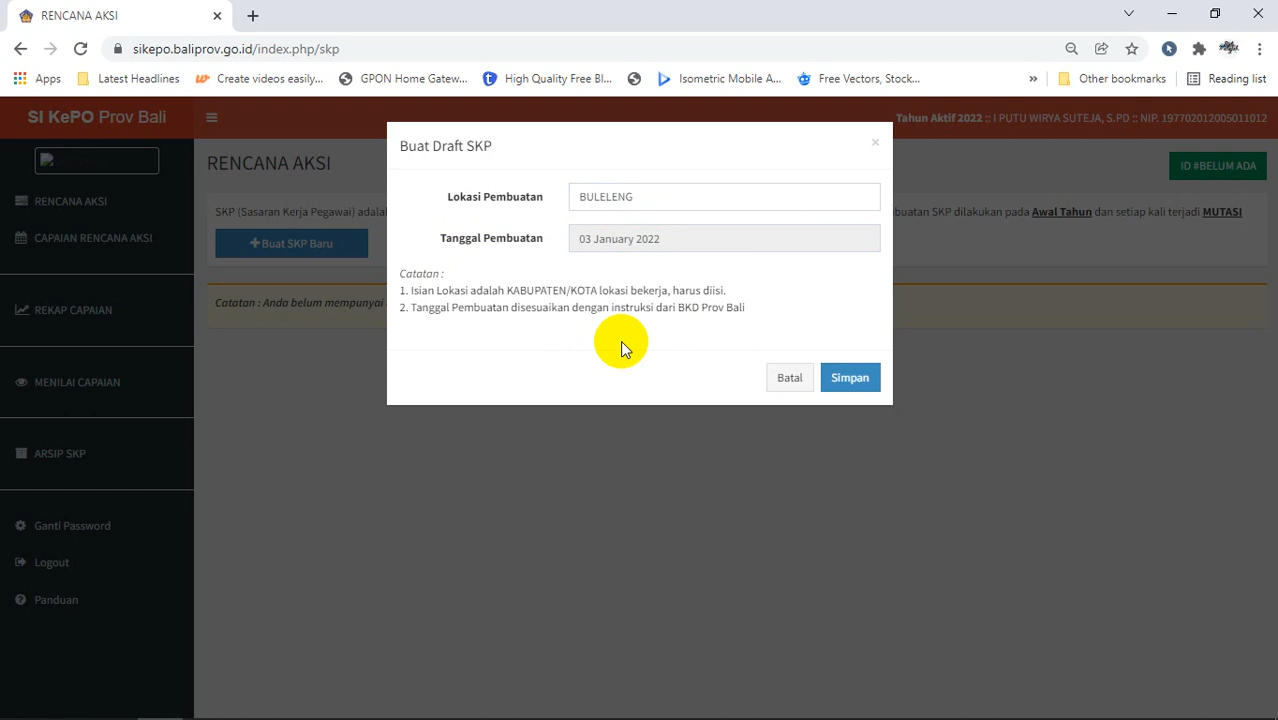 RENCANA AKSI
sikepo.baliprov.go.id/index.php/skp
Apps Latest Headlines Create videos easily... GPON Home Gatew... High Quality Free Bl... Isometric Mobile A... Free Vectors, Stock... » Other bookmarks Reading list
SI KePO Prov Bali
Tahun Aktif 2022 :: I PUTU WIRYA SUTEJA, S.PD :: NIP. 197702012005011012
RENCANA AKSI
ID #BELUM ADA
SKP (Sasaran Kerja Pegawai) adalah
buatan SKP dilakukan pada Awal Tahun dan setiap kali terjadi MUTASI
Buat SKP Baru
Catatan : Anda belum mempunyai
RENCANA AKSI
CAPAIAN RENCANA AKSI
REKAP CAPAIAN
MENILAI CAPAIAN
ARSIP SKP
Ganti Password
Logout
Panduan
Buat Draft SKP ×
Lokasi Pembuatan BULELENG
Tanggal Pembuatan 03 January 2022
Catatan :
1. Isian Lokasi adalah KABUPATEN/KOTA lokasi bekerja, harus diisi.
2. Tanggal Pembuatan disesuaikan dengan instruksi dari BKD Prov Bali
Batal Simpan